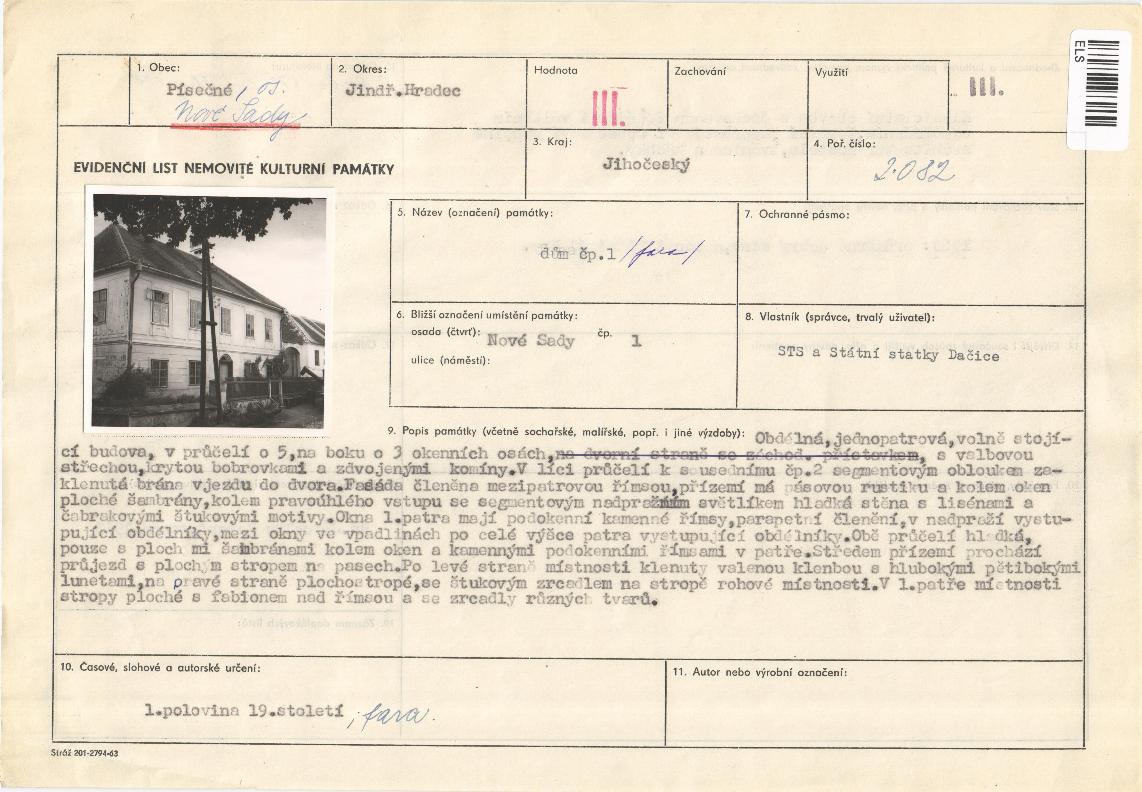 ELS
1. Obec:
Písečné, os.
Nové Sady
2. Okres:
Jindř.Hradec
Hodnota
III.
Zachování
Využití
III.
EVIDENČNÍ LIST NEMOVITÉ KULTURNÍ PAMÁTKY
3. Kraj:
Jihočeský
4. Poř. číslo:
2.082
5. Název (označení) památky:
dům čp.1 /fara/
7. Ochranné pásmo:
6. Bližší označení umístění památky:
osada (čtvrť): Nové Sady čp. 1
ulice (náměstí):
8. Vlastník (správce, trvalý uživatel):
STS a Státní statky Dačice
9. Popis památky (včetně sochařské, malířské, popř. i jiné výzdoby): Obdélná,jednopatrová,volně stojí-
cí budova, v průčelí o 5,na boku o 3 okenních osách,na dvorní straně se záchod. přístavkem, s valbovou
střechou,krytou bobrovkami a zdvojenými komíny.V líci průčelí k sousednímu čp.2 segmentovým obloukem za-
klenutá brána vjezdu do dvora.Fasáda členěna mezipatrovou římsou,přízemí má pásovou rustiku a kolem oken
ploché šambrány,kolem pravoúhlého vstupu se segmentovým nadpražním světlíkem hladká stěna s lisénami a
čabrakovými štukovými motivy.Okna 1.patra mají podokenní kamenné římsy,parapetní členění,v nadpraží vystu-
pující obdélníky,mezi okny ve vpadlinách po celé výšce patra vystupující obdélníky.Obě průčelí hladká,
pouze s ploch mi šambránami kolem oken a kamennými podokenními římsami v patře.Středem přízemí prochází
průjezd s plochým stropem na pasech.Po levé straně místnosti klenuty valenou klenbou s hlubokými pětibokými
lunetami,na pravé straně plochostropé,se štukovým zrcadlem na stropě rohové místnosti.V 1.patře místnosti
stropy ploché s fabionem nad římsou a se zrcadly různých tvarů.
10. Časové, slohové a autorské určení:
1.polovina 19.století, fara.
11. Autor nebo výrobní označení:
Stráž 201-2794-63